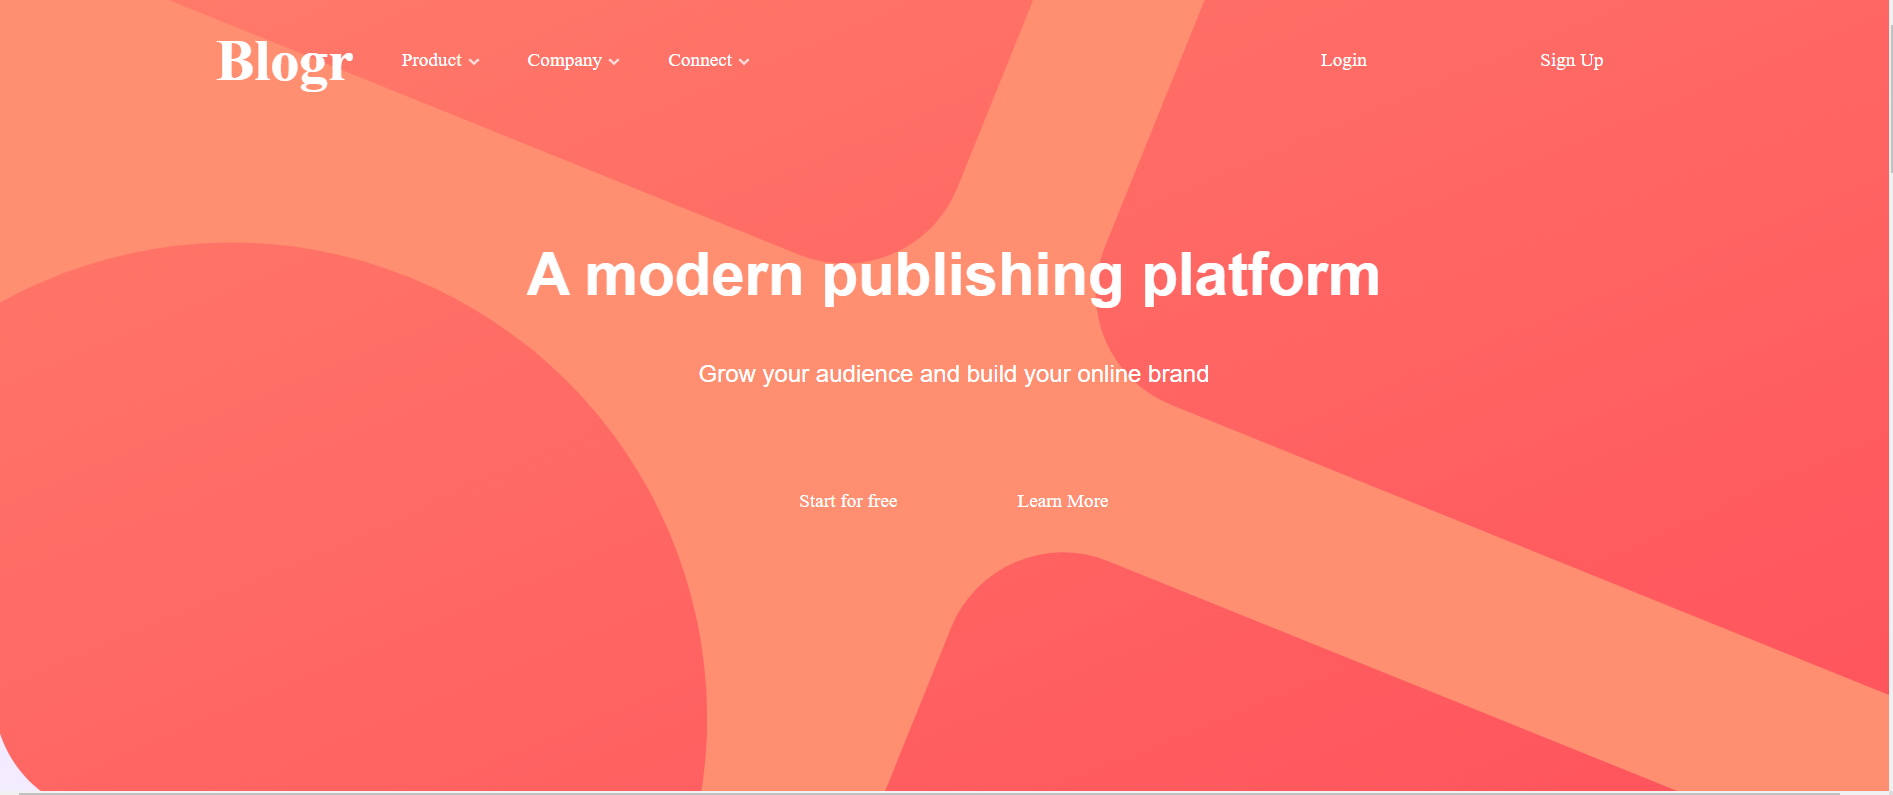 Blogr Product Company Connect Login Sign Up
A modern publishing platform
Grow your audience and build your online brand
Start for free Learn More